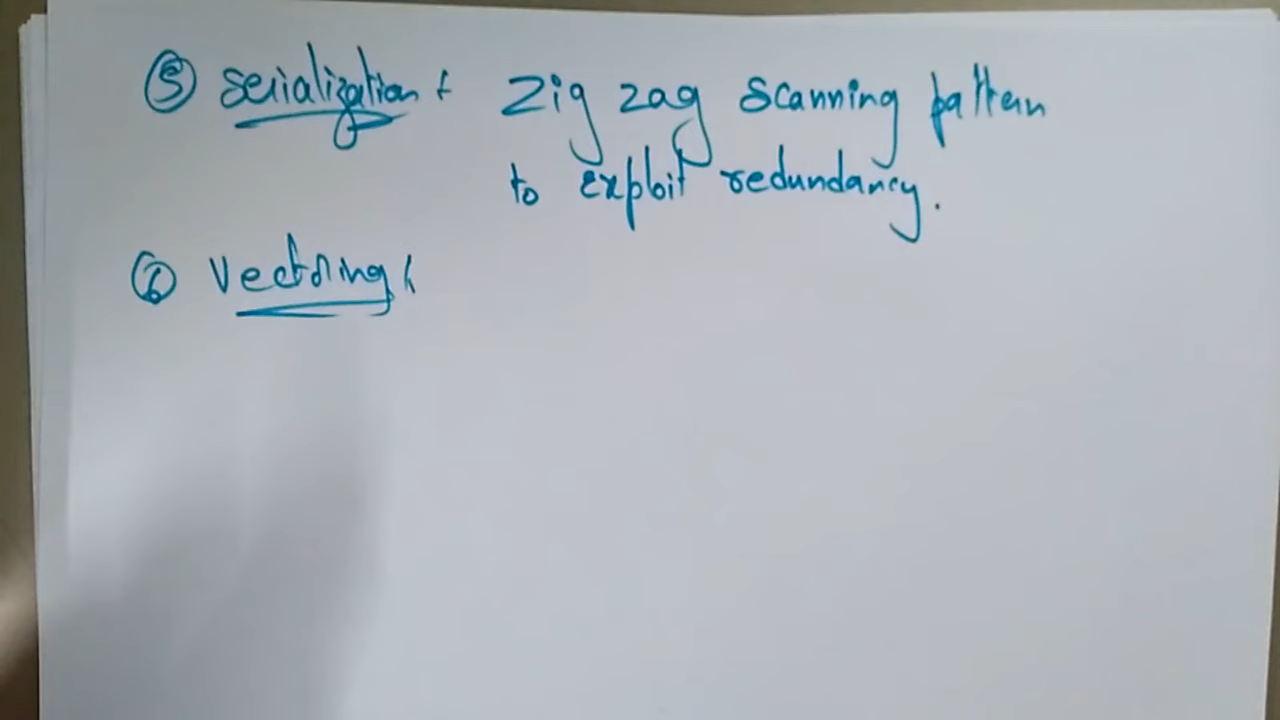 ⑤ serialization : Zig zag scanning pattern
to exploit redundancy.
⑥ Vectoring :